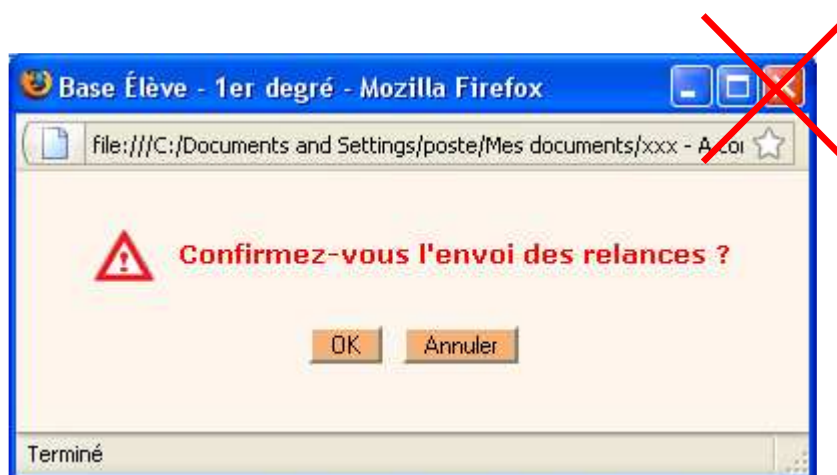 Base Élève - 1er degré - Mozilla Firefox
file:///C:/Documents and Settings/poste/Mes documents/xxx - A
Confirmez-vous l'envoi des relances ?
OK Annuler
Terminé